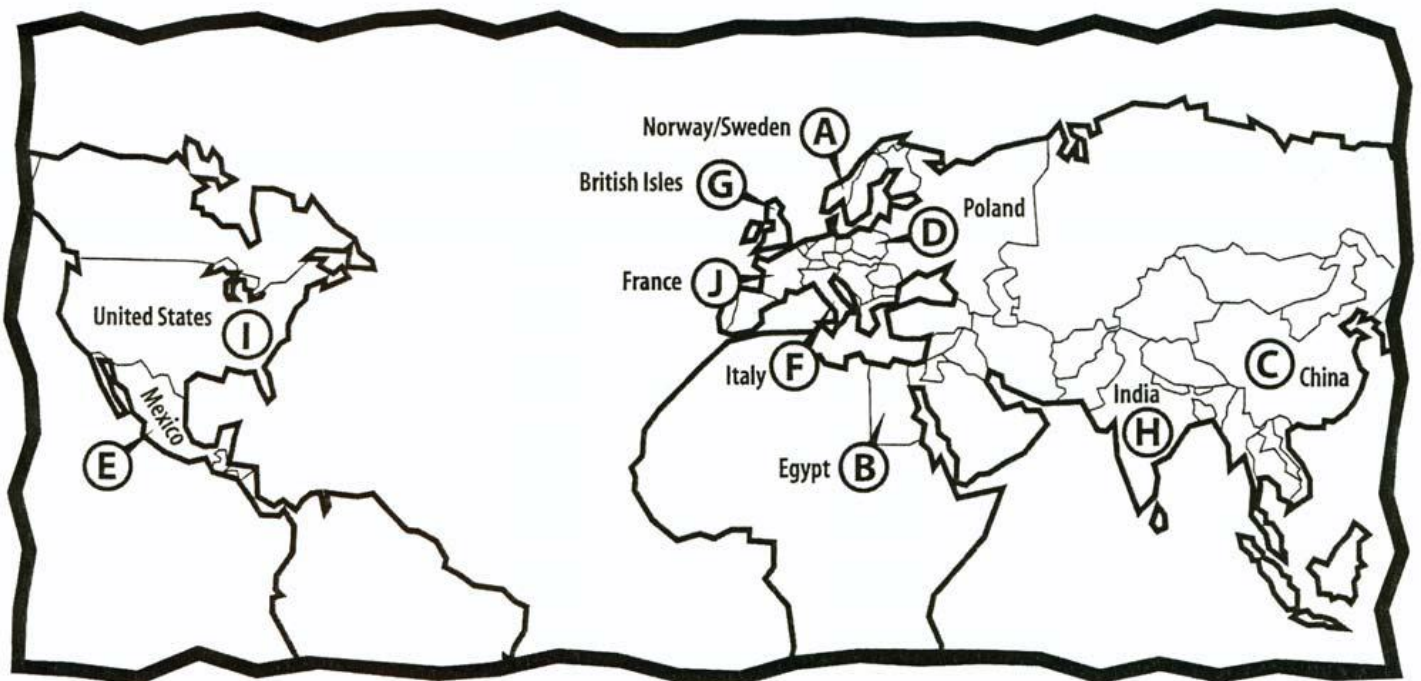 Norway/Sweden A
British Isles G
Poland
D
France J
United States I
Italy F
C China
India
H
Mexico
E
Egypt B